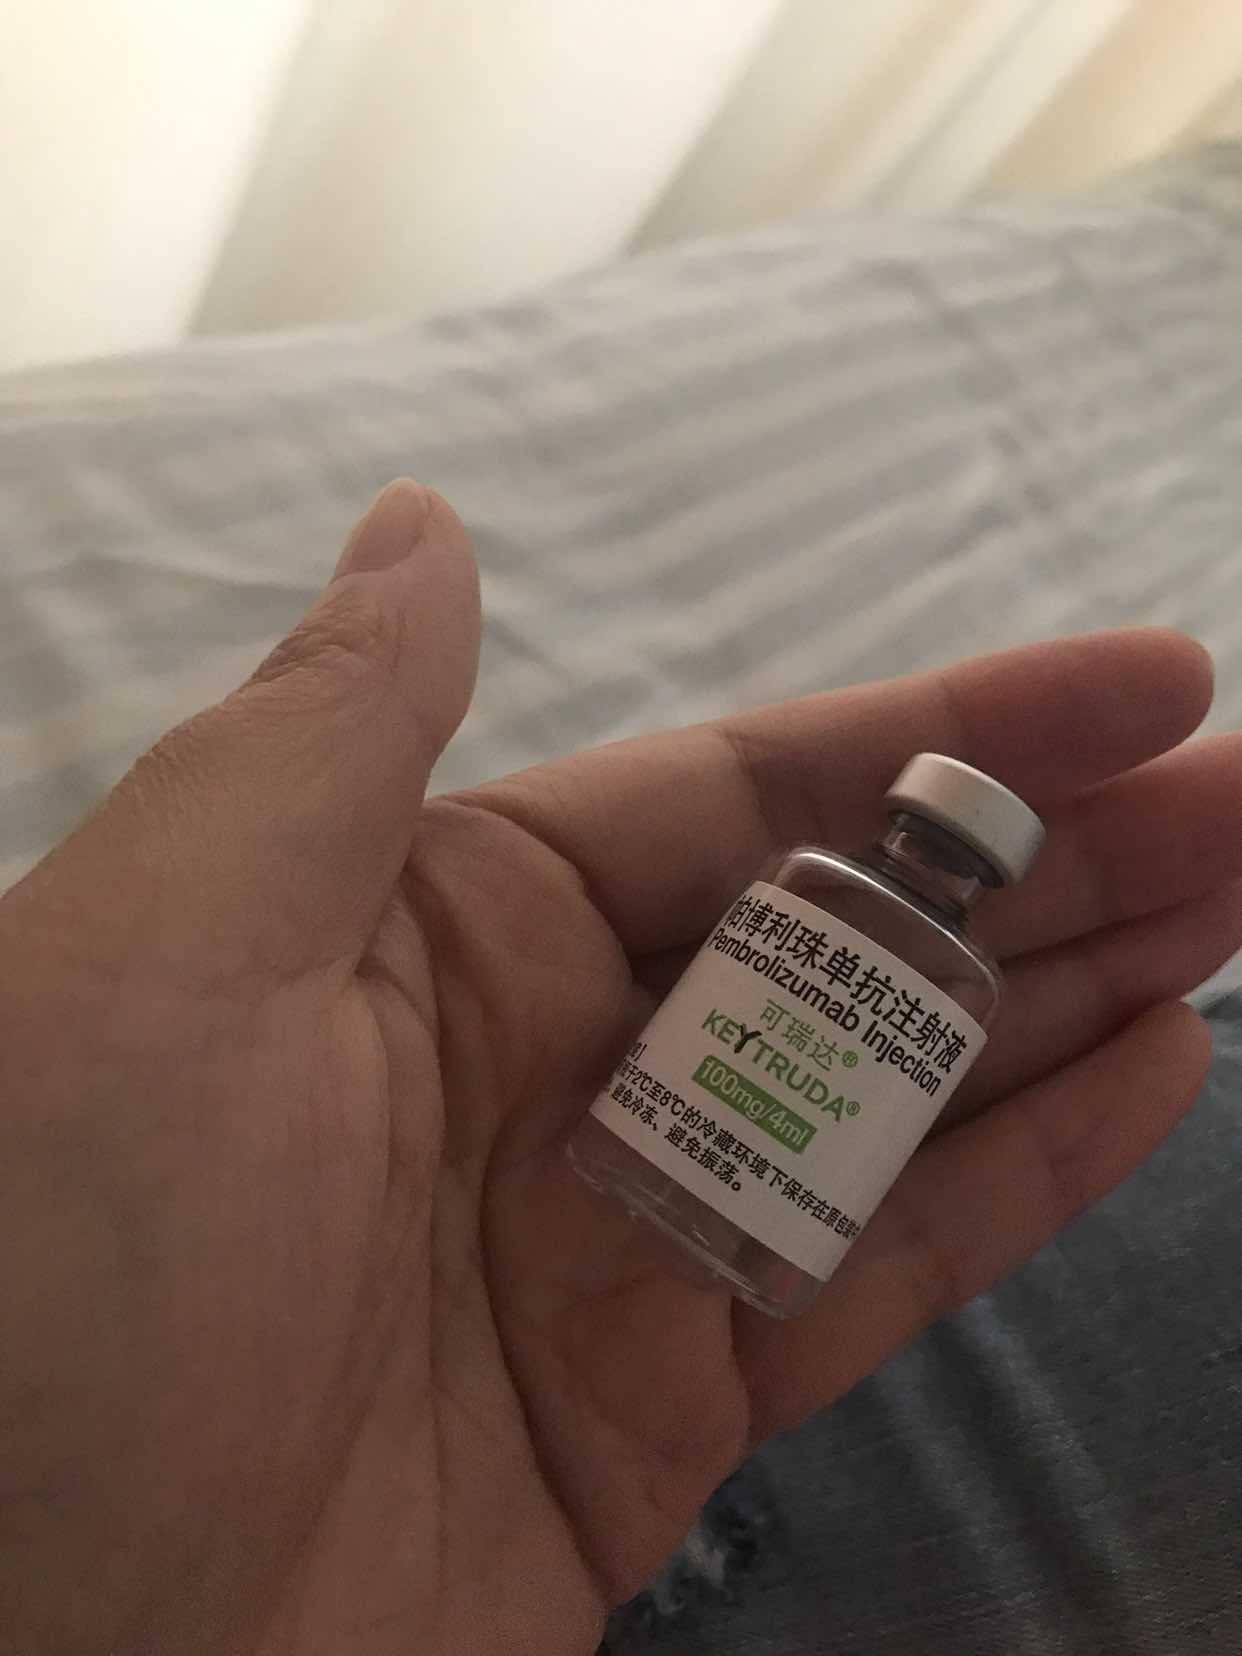 帕博利珠单抗注射液
Pembrolizumab Injection
可瑞达®
KEYTRUDA®
100mg/4ml
于2℃至8℃的冷藏环境下保存在原包装中
避免冷冻、避免振荡。